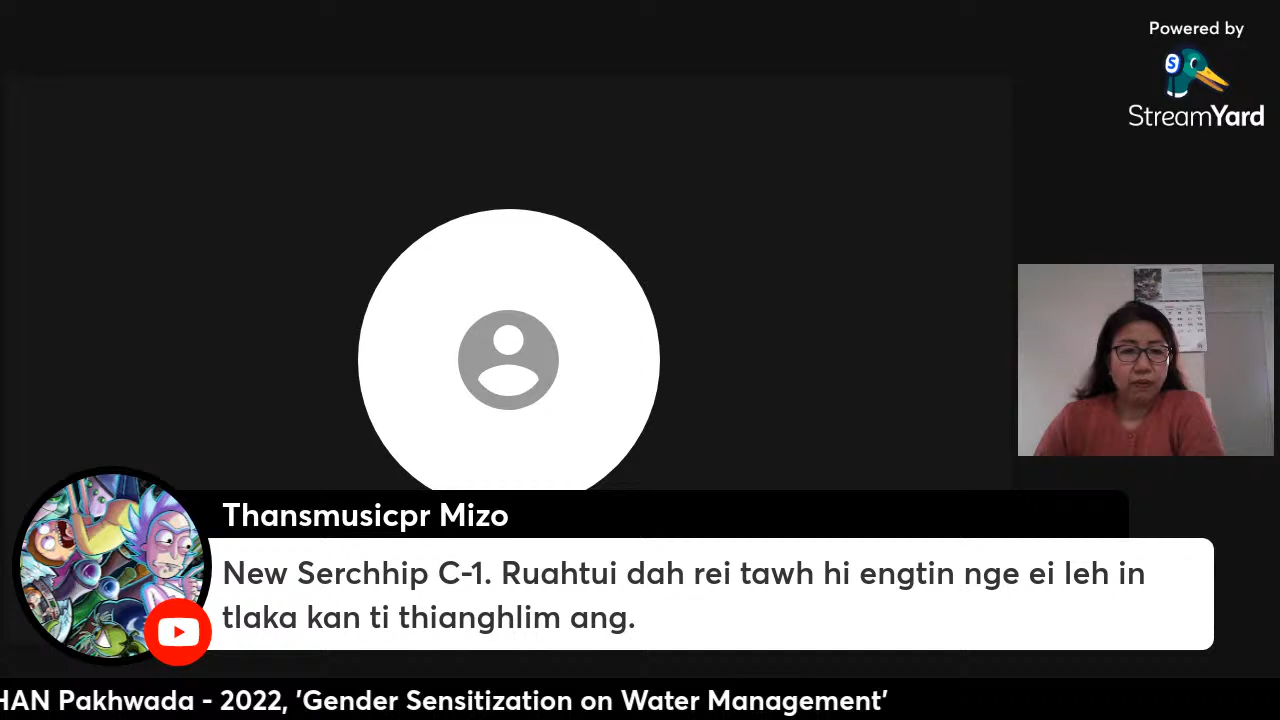 Powered by
StreamYard
Thansmusicpr Mizo
New Serchhip C-1. Ruahtui dah rei tawh hi engtin nge ei leh in
tlaka kan ti thianghlim ang.
HAN Pakhwada - 2022, 'Gender Sensitization on Water Management'